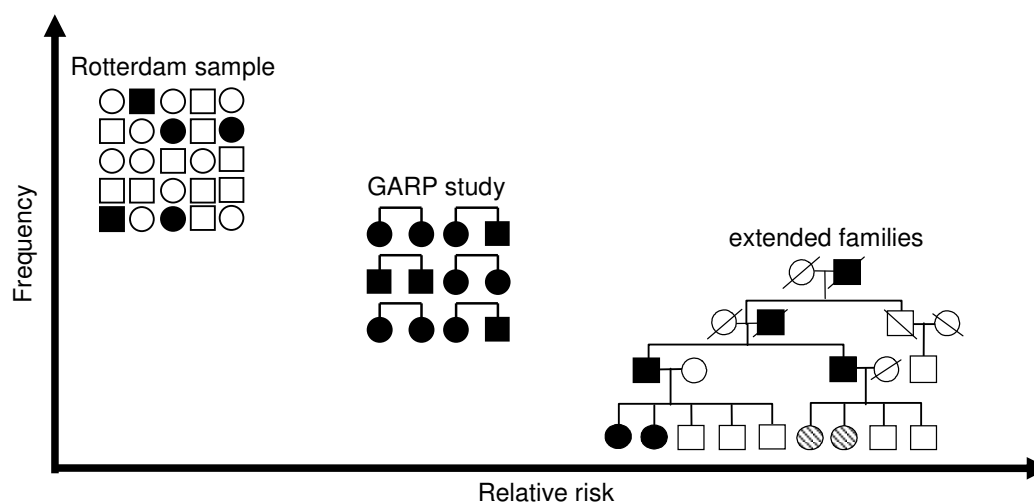 Rotterdam sample
GARP study
extended families
Frequency
Relative risk